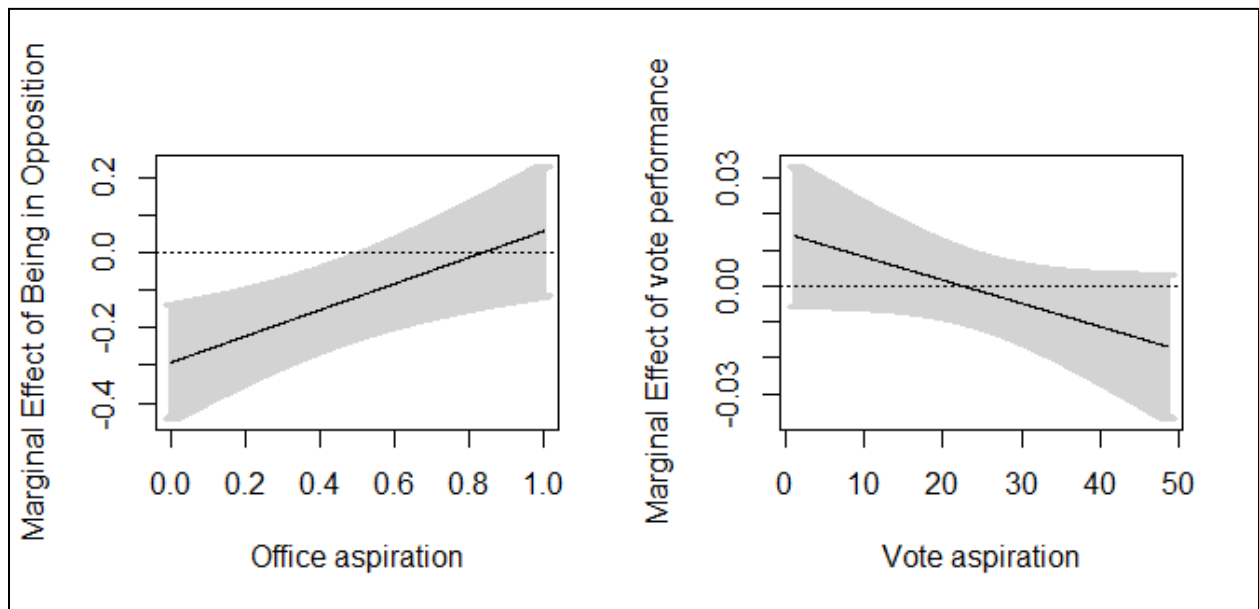 Marginal Effect of Being in Opposition
0.2
0.0
-0.2
-0.4
0.0 0.2 0.4 0.6 0.8 1.0
Office aspiration
Marginal Effect of vote performance
0.03
0.00
-0.03
0 10 20 30 40 50
Vote aspiration